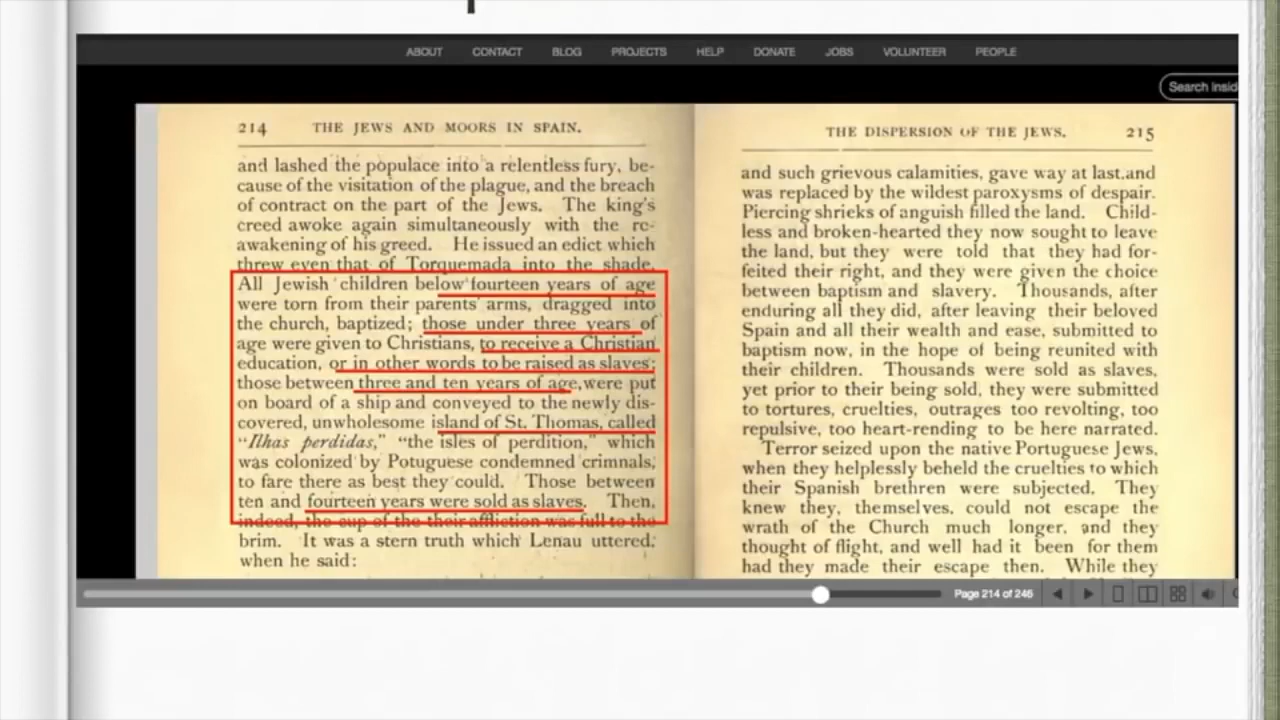 ABOUT CONTACT BLOG PROJECTS HELP DONATE JOBS VOLUNTEER PEOPLE
Search Insid
214 THE JEWS AND MOORS IN SPAIN.
and lashed the populace into a relentless fury, be-
cause of the visitation of the plague, and the breach
of contract on the part of the Jews. The king's
creed awoke again simultaneously with the re-
awakening of his greed. He issued an edict which
threw even that of Torquemada into the shade.
All Jewish children below fourteen years of age
were torn from their parents' arms, dragged into
the church, baptized; those under three years of
age were given to Christians, to receive a Christian
education, or in other words to be raised as slaves;
those between three and ten years of age, were put
on board of a ship and conveyed to the newly dis-
covered, unwholesome island of St. Thomas, called
"Ilhas perdidas," "the isles of perdition," which
was colonized by Potuguese condemned crimnals,
to fare there as best they could. Those between
ten and fourteen years were sold as slaves. Then,
indeed, the cup of the their affliction was full to the
brim. It was a stern truth which Lenau uttered,
when he said:
THE DISPERSION OF THE JEWS. 215
and such grievous calamities, gave way at last.and
was replaced by the wildest paroxysms of despair.
Piercing shrieks of anguish filled the land. Child-
less and broken-hearted they now sought to leave
the land, but they were told that they had for-
feited their right, and they were given the choice
between baptism and slavery. Thousands, after
enduring all they did, after leaving their beloved
Spain and all their wealth and ease, submitted to
baptism now, in the hope of being reunited with
their children. Thousands were sold as slaves,
yet prior to their being sold, they were submitted
to tortures, cruelties, outrages too revolting, too
repulsive, too heart-rending to be here narrated.
Terror seized upon the native Portuguese Jews,
when they helplessly beheld the cruelties to which
their Spanish brethren were subjected. They
knew they, themselves, could not escape the
wrath of the Church much longer, and they
thought of flight, and well had it been for them
had they made their escape then. While they
Page 214 of 246